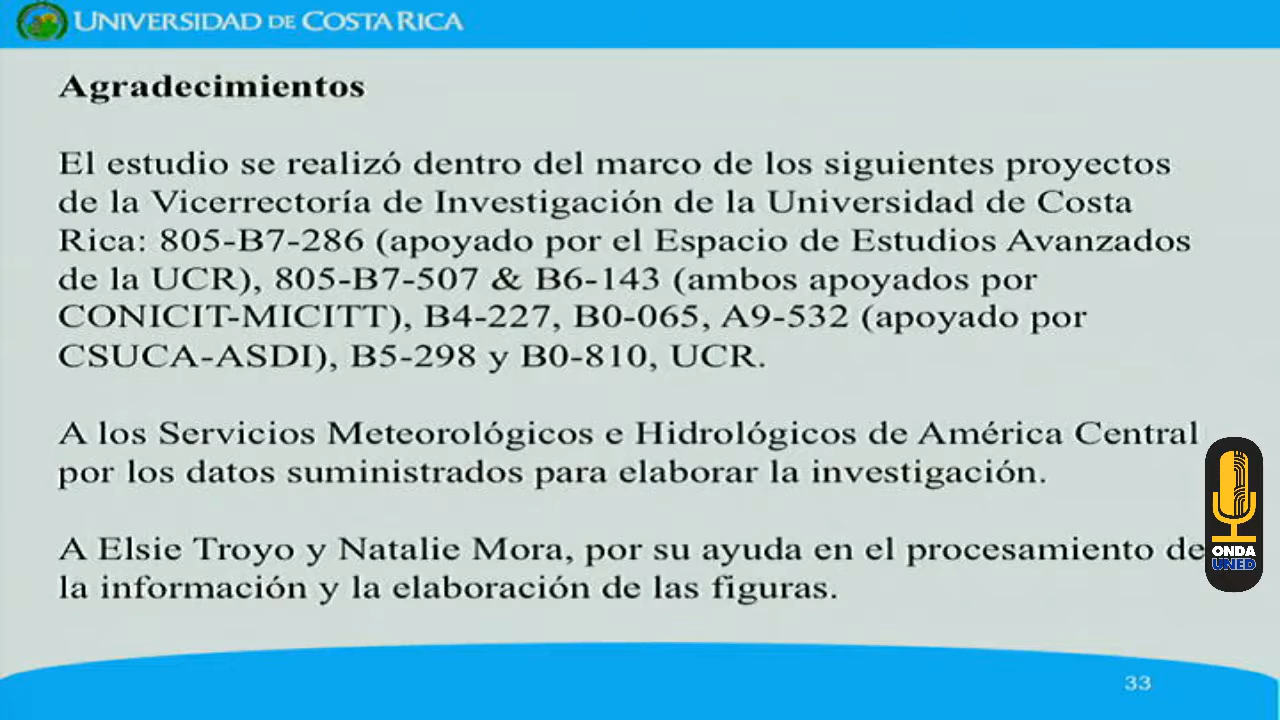 UNIVERSIDAD DE COSTA RICA
Agradecimientos
El estudio se realizó dentro del marco de los siguientes proyectos
de la Vicerrectoría de Investigación de la Universidad de Costa
Rica: 805-B7-286 (apoyado por el Espacio de Estudios Avanzados
de la UCR), 805-B7-507 & B6-143 (ambos apoyados por
CONICIT-MICITT), B4-227, B0-065, A9-532 (apoyado por
CSUCA-ASDI), B5-298 y B0-810, UCR.
A los Servicios Meteorológicos e Hidrológicos de América Central
por los datos suministrados para elaborar la investigación.
A Elsie Troyo y Natalie Mora, por su ayuda en el procesamiento de
la información y la elaboración de las figuras.
ONDA
UNED
33